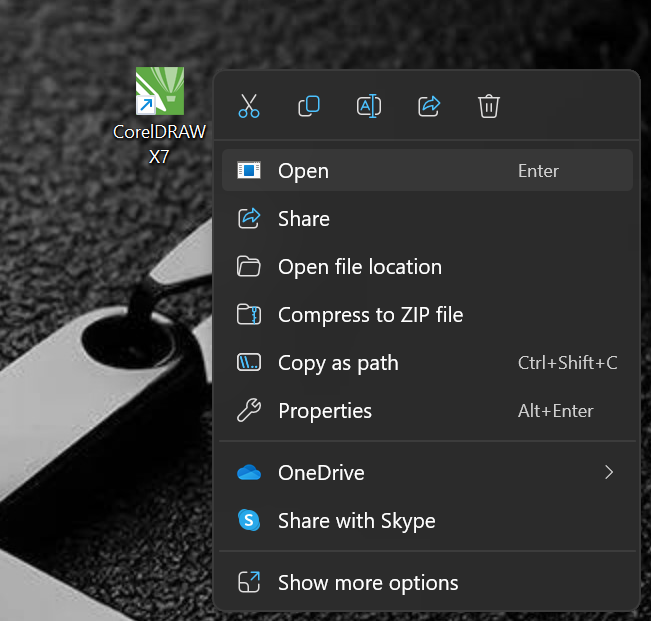 CorelDRAW
X7
Open Enter
Share
Open file location
Compress to ZIP file
Copy as path Ctrl+Shift+C
Properties Alt+Enter
OneDrive
Share with Skype
Show more options